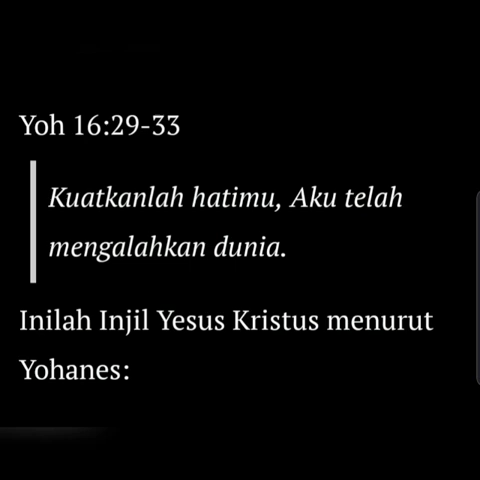 Yoh 16:29-33
Kuatkanlah hatimu, Aku telah
mengalahkan dunia.
Inilah Injil Yesus Kristus menurut
Yohanes: